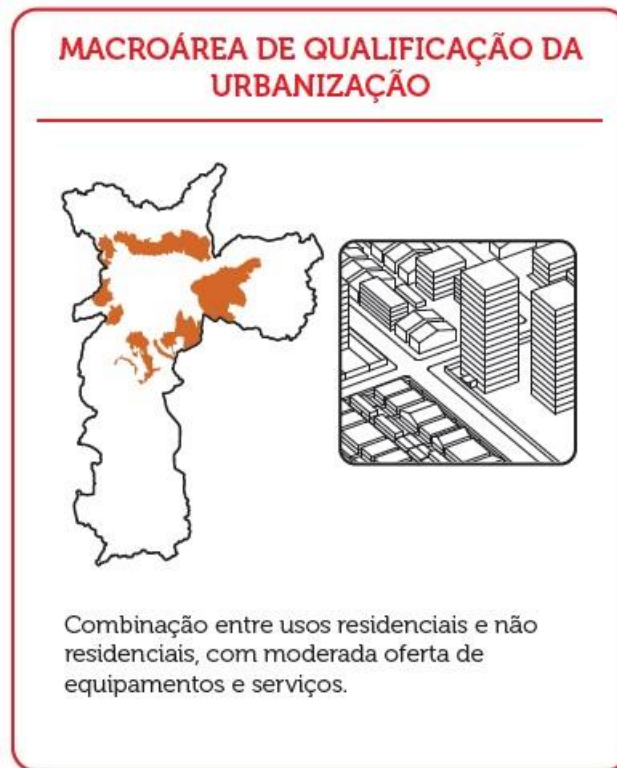 MACROÁREA DE QUALIFICAÇÃO DA
URBANIZAÇÃO
Combinação entre usos residenciais e não
residenciais, com moderada oferta de
equipamentos e serviços.